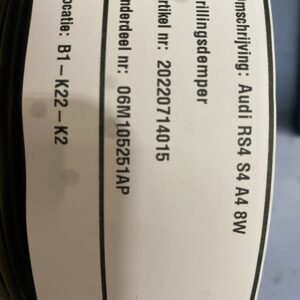 mschrijving: Audi RS4 S4 A4 8W
rillingsdemper
rtikel nr: 20220714015
nderdeel nr: 06M105251AP
ocatie: B1-K22-K2